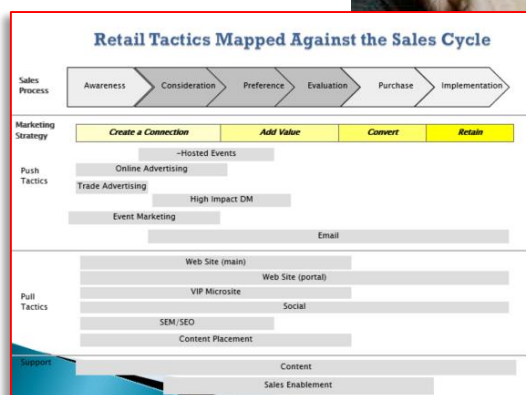 Retail Tactics Mapped Against the Sales Cycle
Sales
Process
Awareness
Consideration
Preference
Evaluation
Purchase
Implementation
Marketing
Strategy
Create a Connection
Add Value
Convert
Retain
Push
Tactics
~Hosted Events
Online Advertising
Trade Advertising
High Impact DM
Event Marketing
Email
Pull
Tactics
Web Site (main)
Web Site (portal)
VIP Microsite
Social
SEM/SEO
Content Placement
Support
Content
Sales Enablement